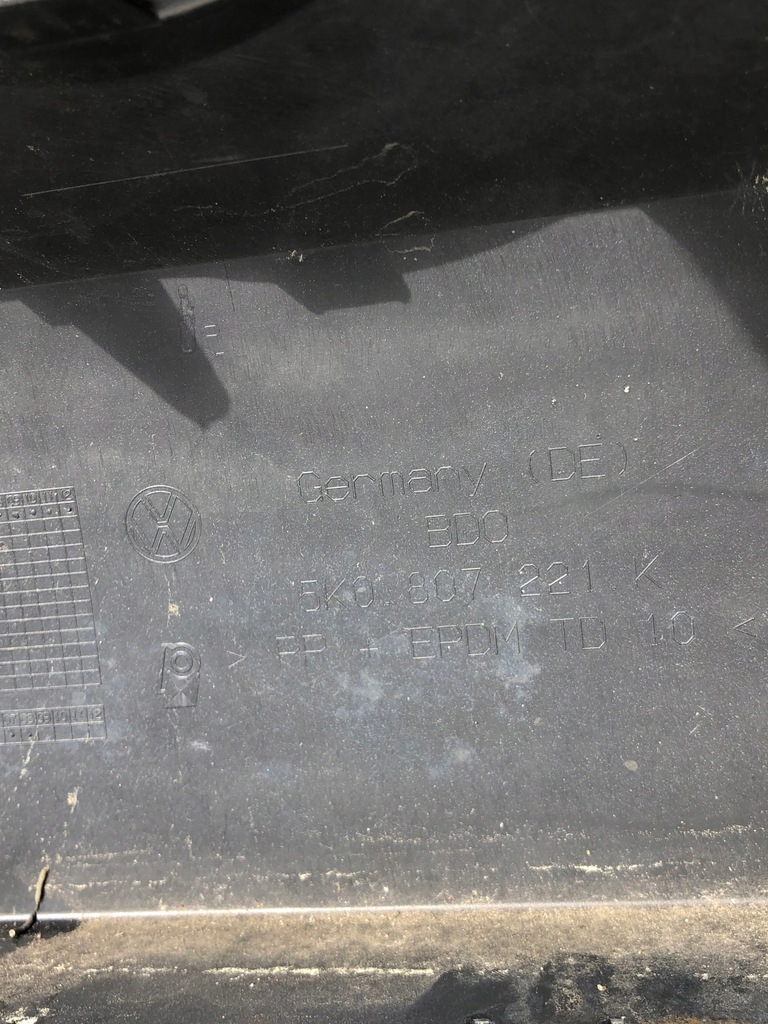 Germany (DE)
BDO
5K0 807 221 K
> PP + EPDM TD 10 <